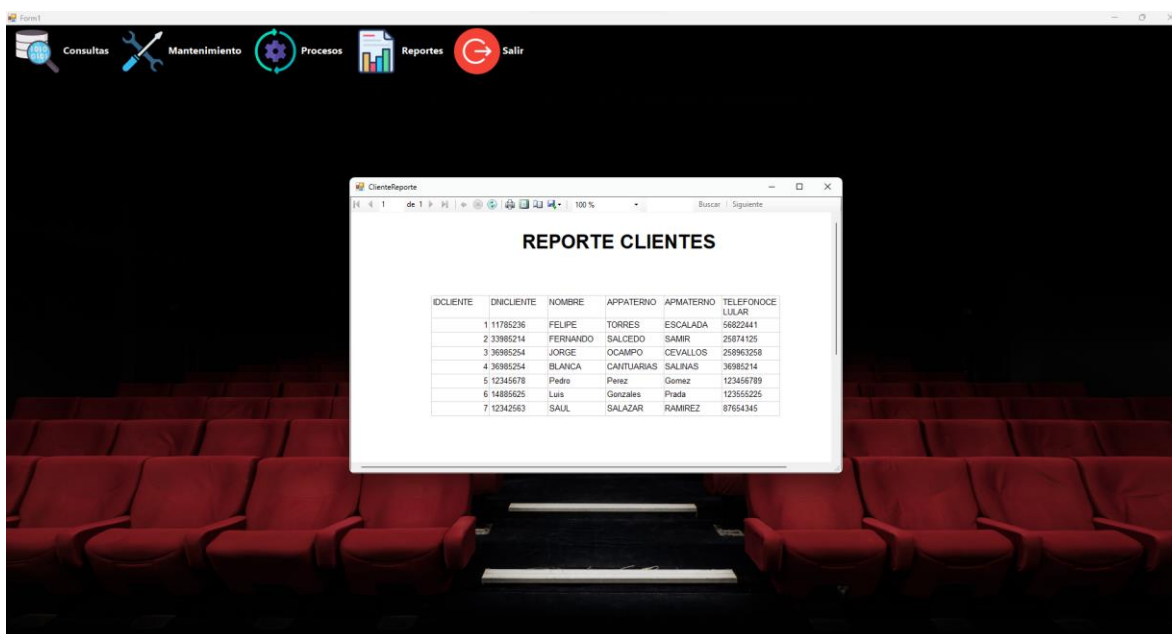 Form1
Consultas Mantenimiento Procesos Reportes Salir
ClienteReporte
1 de 1 100 % Buscar Siguiente
REPORTE CLIENTES
IDCLIENTE DNICLIENTE NOMBRE APPATERNO APMATERNO TELEFONOCE
LULAR
1 11785236 FELIPE TORRES ESCALADA 56822441
2 33985214 FERNANDO SALCEDO SAMIR 25874125
3 36985254 JORGE OCAMPO CEVALLOS 258963258
4 36985254 BLANCA CANTUARIAS SALINAS 36985214
5 12345678 Pedro Perez Gomez 123456789
6 14885625 Luis Gonzales Prada 123555225
7 12342563 SAUL SALAZAR RAMIREZ 87654345